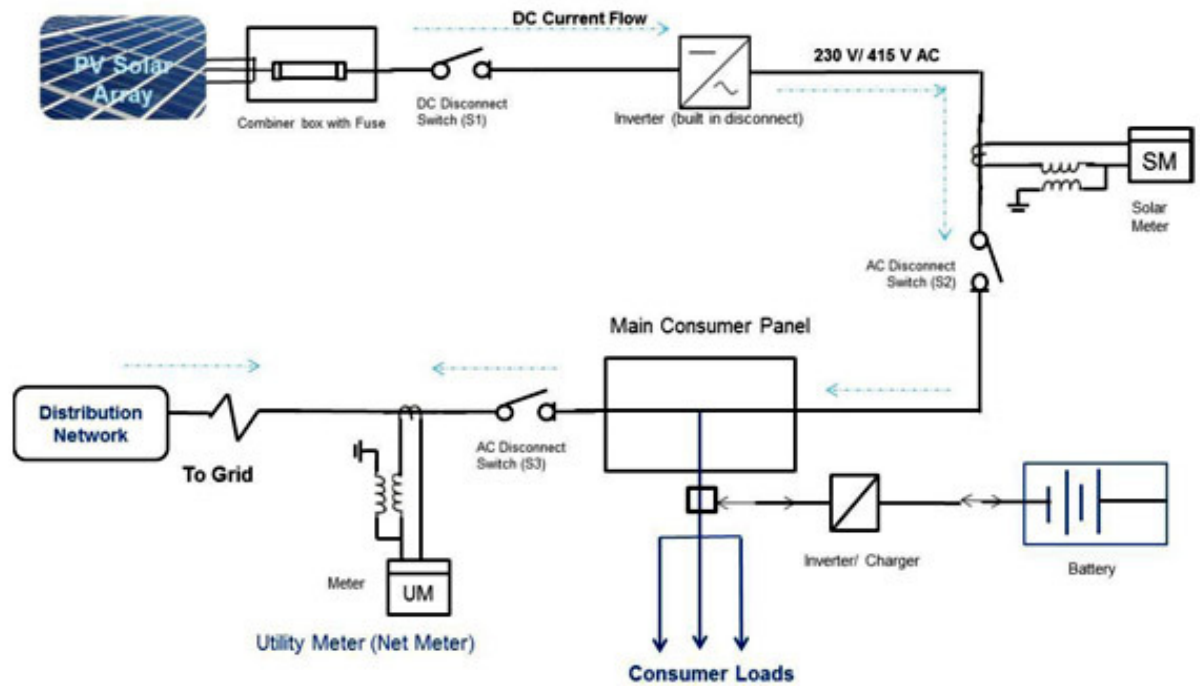 DC Current Flow
PV Solar
Array
230 V/ 415 V AC
Combiner box with Fuse
DC Disconnect
Switch (S1)
Inverter (built in disconnect)
SM
Solar
Meter
AC Disconnect
Switch (S2)
Main Consumer Panel
Distribution
Network
To Grid
AC Disconnect
Switch (S3)
Inverter/ Charger
Battery
Meter
UM
Utility Meter (Net Meter)
Consumer Loads